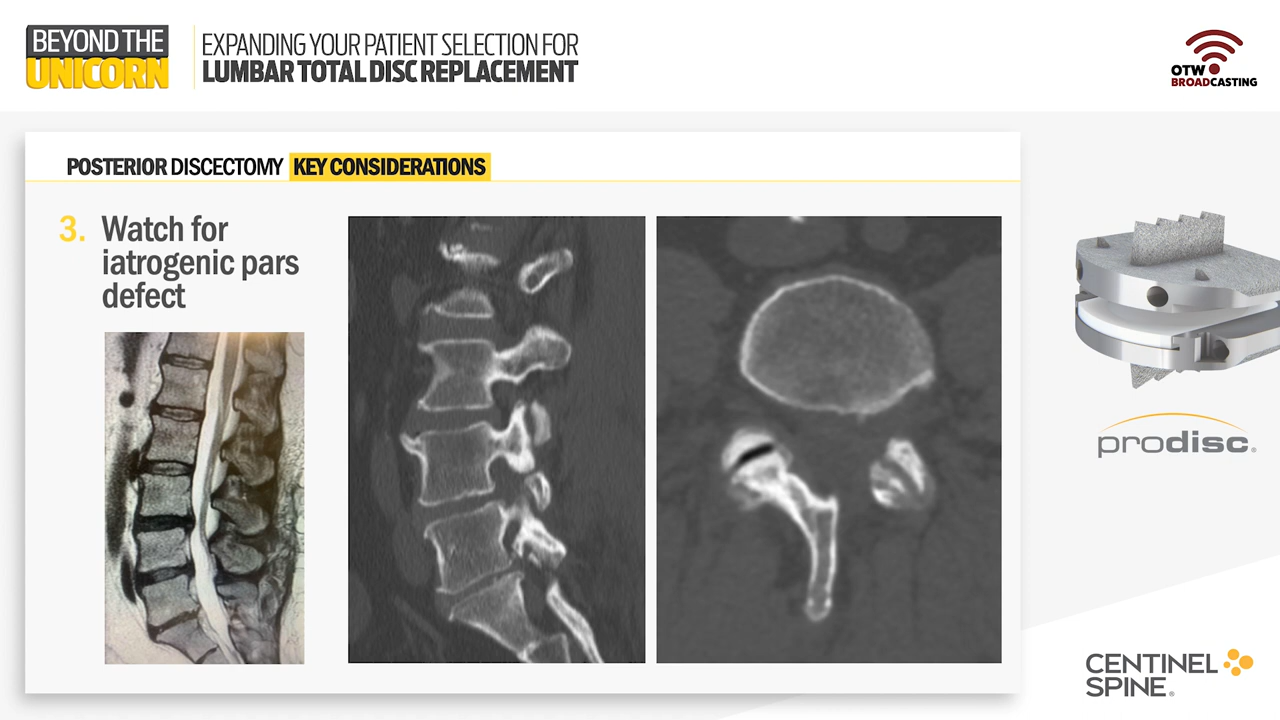 BEYOND THE
UNICORN
EXPANDING YOUR PATIENT SELECTION FOR
LUMBAR TOTAL DISC REPLACEMENT
OTW
BROADCASTING
POSTERIOR DISCECTOMY KEY CONSIDERATIONS
3. Watch for
iatrogenic pars
defect
prodisc®
CENTINEL
SPINE®